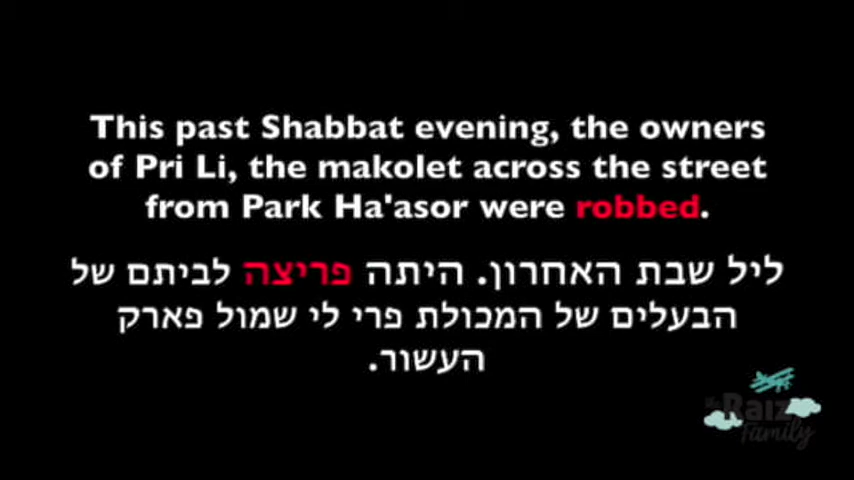 This past Shabbat evening, the owners
of Pri Li, the makolet across the street
from Park Ha'asor were robbed.
ליל שבת האחרון. היתה פריצה לביתם של
הבעלים של המכולת פרי לי שמול פארק
העשור.
Raiz
Family